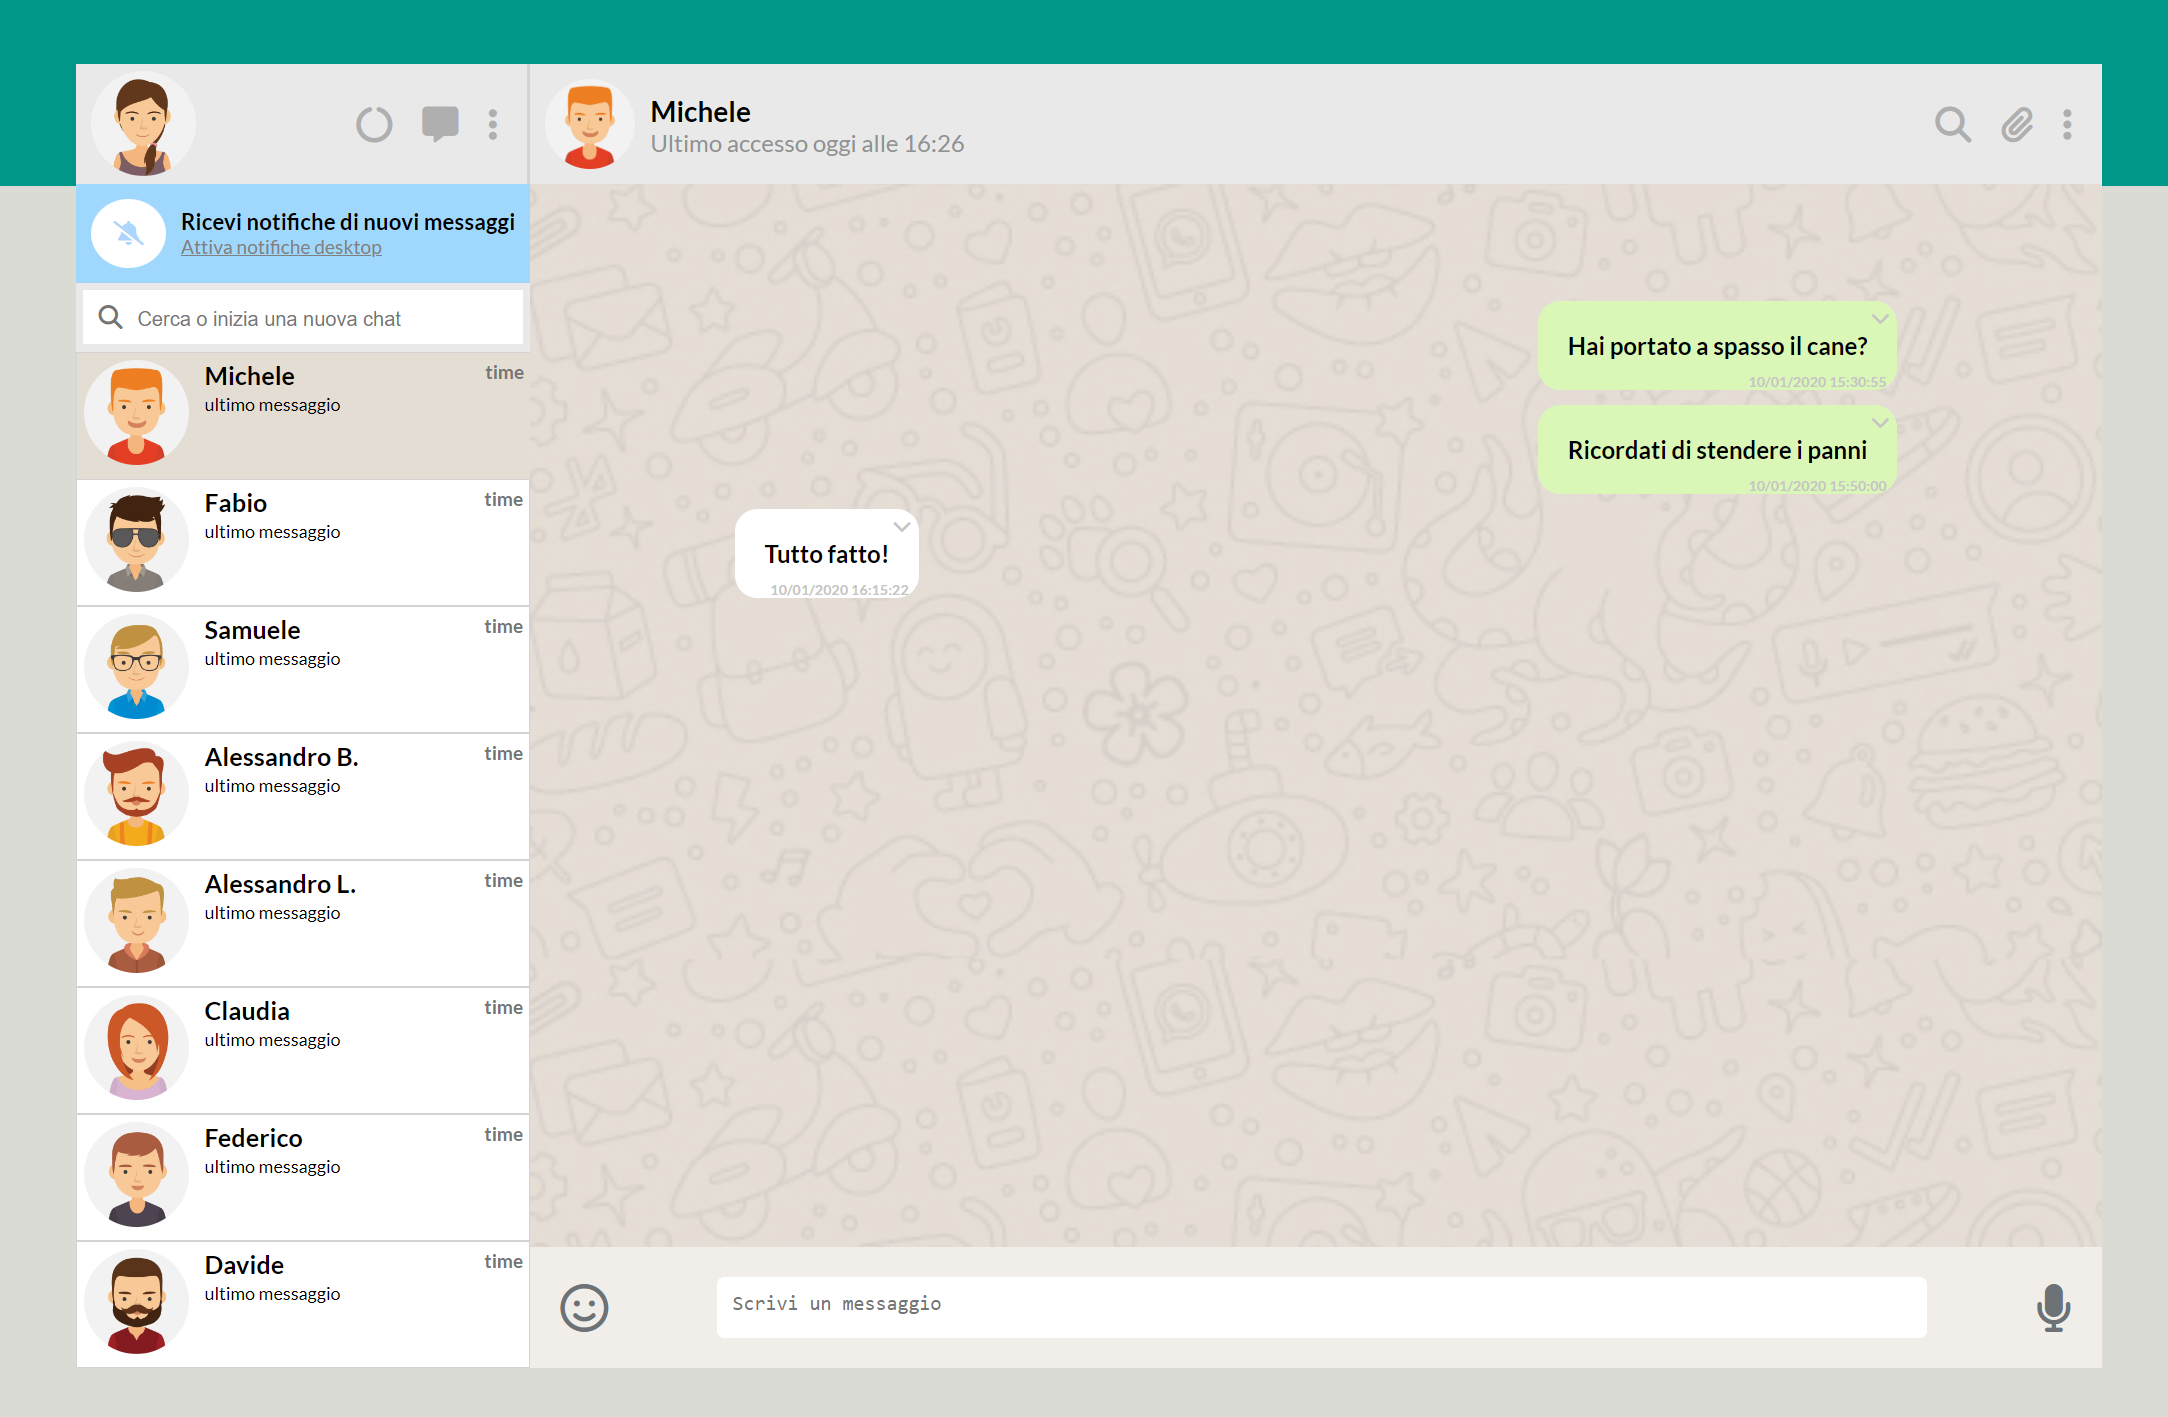 Ricevi notifiche di nuovi messaggi
Attiva notifiche desktop
Cerca o inizia una nuova chat
Michele
time
ultimo messaggio
Fabio
time
ultimo messaggio
Samuele
time
ultimo messaggio
Alessandro B.
time
ultimo messaggio
Alessandro L.
time
ultimo messaggio
Claudia
time
ultimo messaggio
Federico
time
ultimo messaggio
Davide
time
ultimo messaggio
Michele
Ultimo accesso oggi alle 16:26
Hai portato a spasso il cane?
10/01/2020 15:30:55
Ricordati di stendere i panni
10/01/2020 15:50:00
Tutto fatto!
10/01/2020 16:15:22
Scrivi un messaggio